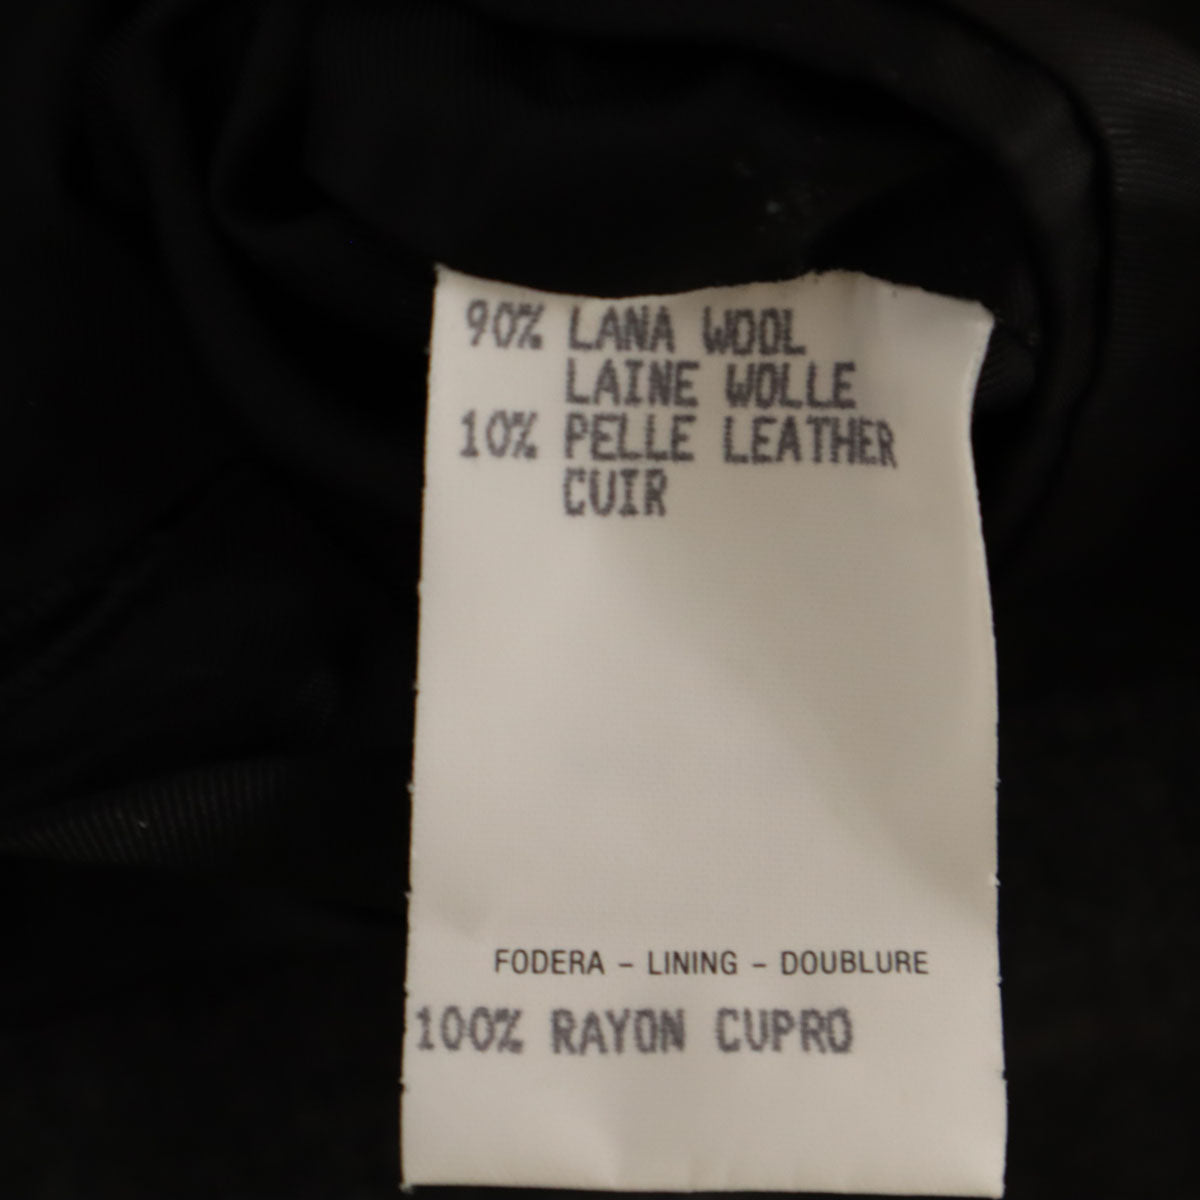 90% LANA WOOL
LAINE WOLLE
10% PELLE LEATHER
CUIR
FODERA – LINING – DOUBLURE
100% RAYON CUPRO